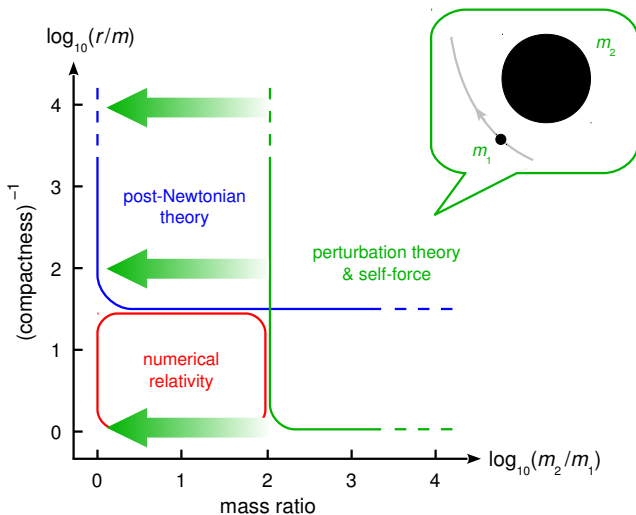 log₁₀(r/m)
m₂
m₁
4
3
2
1
0
(compactness)⁻¹
post-Newtonian
theory
perturbation theory
& self-force
numerical
relativity
0
1
2
3
4
log₁₀(m₂/m₁)
mass ratio